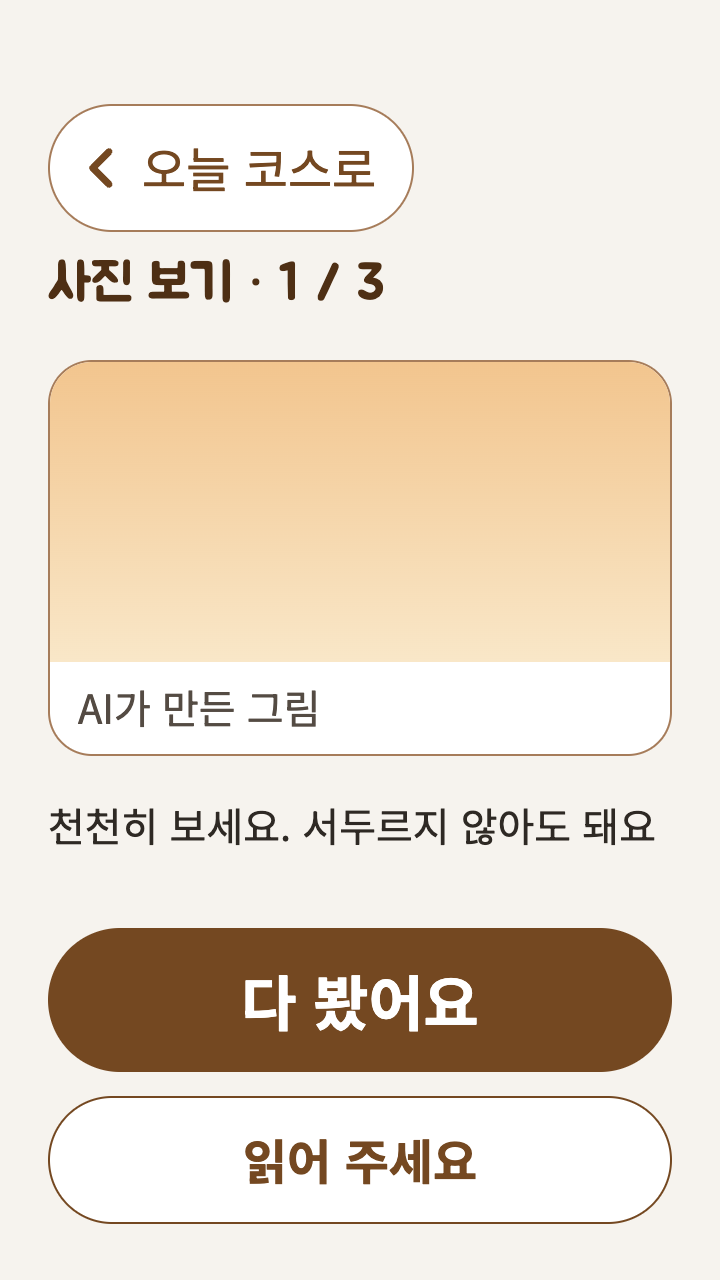 오늘 코스로
사진 보기 · 1 / 3
AI가 만든 그림
천천히 보세요. 서두르지 않아도 돼요
다 봤어요
읽어 주세요